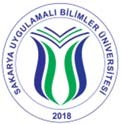 SAKARYA UYGULAMALI BİLİMLER ÜNİVERSİTESİ
2018